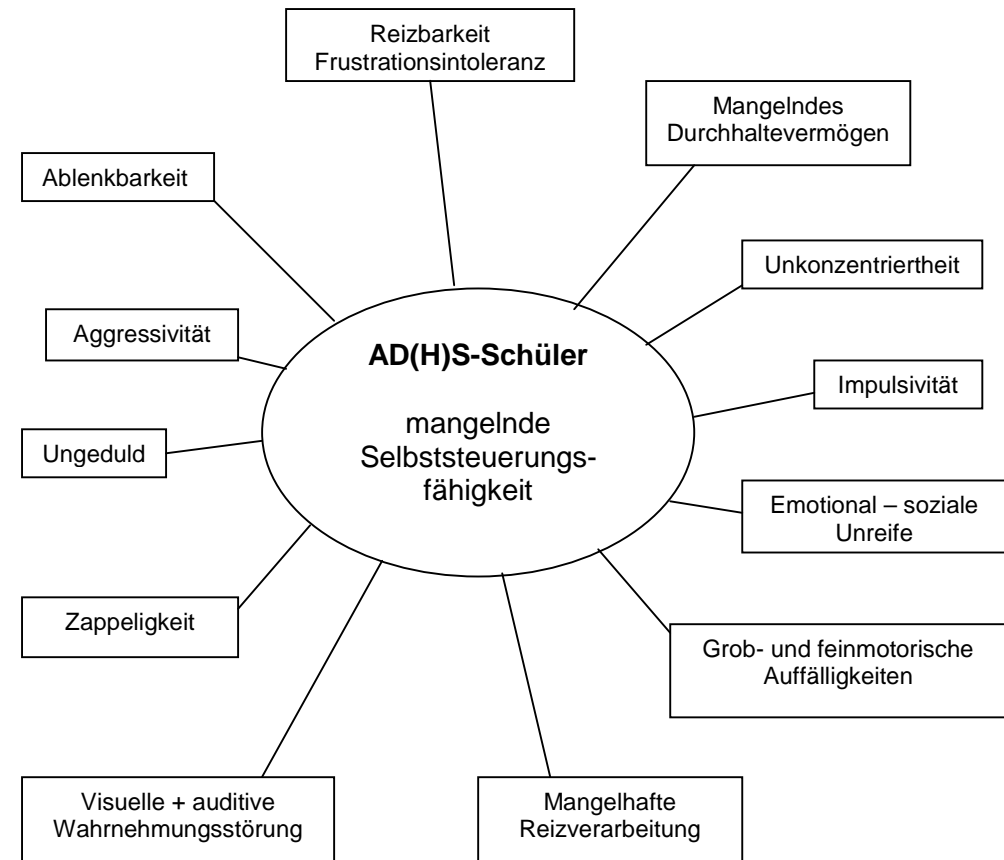 Reizbarkeit
Frustrationsintoleranz
Mangelndes
Durchhaltevermögen
Ablenkbarkeit
Unkonzentriertheit
Aggressivität
AD(H)S-Schüler
mangelnde
Selbststeuerungs-
fähigkeit
Impulsivität
Ungeduld
Emotional – soziale
Unreife
Zappeligkeit
Grob- und feinmotorische
Auffälligkeiten
Visuelle + auditive
Wahrnehmungsstörung
Mangelhafte
Reizverarbeitung